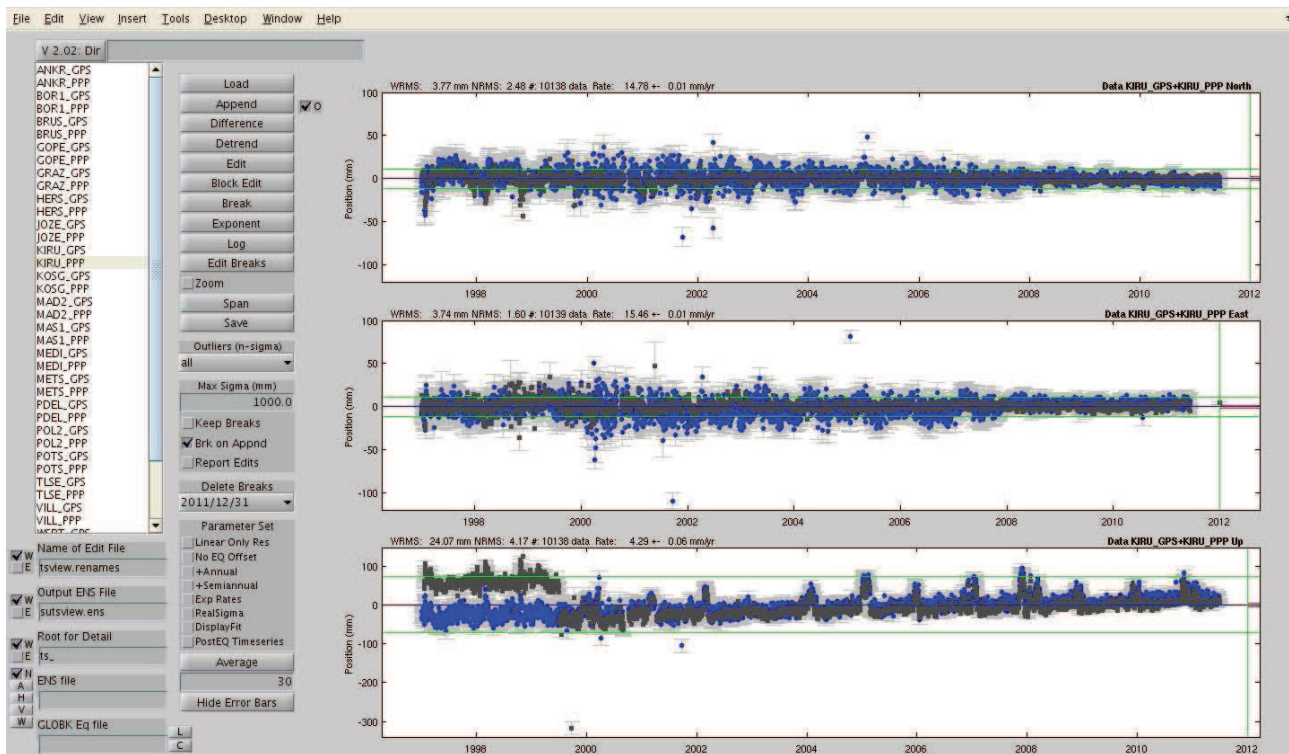 File Edit View Insert Tools Desktop Window Help
V 2.02: Dir
ANKR_GPS
ANKR_PPP
BOR1_GPS
BOR1_PPP
BRUS_GPS
BRUS_PPP
GOPE_GPS
GOPE_PPP
GRAZ_GPS
GRAZ_PPP
HERS_GPS
HERS_PPP
JOZE_GPS
JOZE_PPP
KIRU_GPS
KIRU_PPP
KOSG_GPS
KOSG_PPP
MAD2_GPS
MAD2_PPP
MAS1_GPS
MAS1_PPP
MEDI_GPS
MEDI_PPP
METS_GPS
METS_PPP
PDEL_GPS
PDEL_PPP
POL2_GPS
POL2_PPP
POTS_GPS
POTS_PPP
TLSE_GPS
TLSE_PPP
VILL_GPS
VILL_PPP
W
E
Name of Edit File
tsview.renames
W
E
Output ENS File
sutsview.ens
W
E
Root for Detail
ts_
N
A
H
V
W
ENS file
GLOBK Eq file
L
C
Load
Append
O
Difference
Detrend
Edit
Block Edit
Break
Exponent
Log
Edit Breaks
Zoom
Span
Save
Outliers (n-sigma)
all
Max Sigma (mm)
1000.0
Keep Breaks
Brk on Appnd
Report Edits
Delete Breaks
2011/12/31
Parameter Set
Linear Only Res
No EQ Offset
+Annual
+Semiannual
Exp Rates
RealSigma
DisplayFit
PostEQ Timeseries
Average
30
Hide Error Bars
WRMS: 3.77 mm NRMS: 2.48 #: 10138 data Rate: 14.78 +- 0.01 mm/yr
Data KIRU_GPS+KIRU_PPP North
Position (mm)
100
50
0
-50
-100
1998 2000 2002 2004 2006 2008 2010 2012
WRMS: 3.74 mm NRMS: 1.60 #: 10139 data Rate: 15.46 +- 0.01 mm/yr
Data KIRU_GPS+KIRU_PPP East
Position (mm)
100
50
0
-50
-100
1998 2000 2002 2004 2006 2008 2010 2012
WRMS: 24.07 mm NRMS: 4.17 #: 10138 data Rate: 4.29 +- 0.06 mm/yr
Data KIRU_GPS+KIRU_PPP Up
Position (mm)
100
0
-100
-200
-300
1998 2000 2002 2004 2006 2008 2010 2012